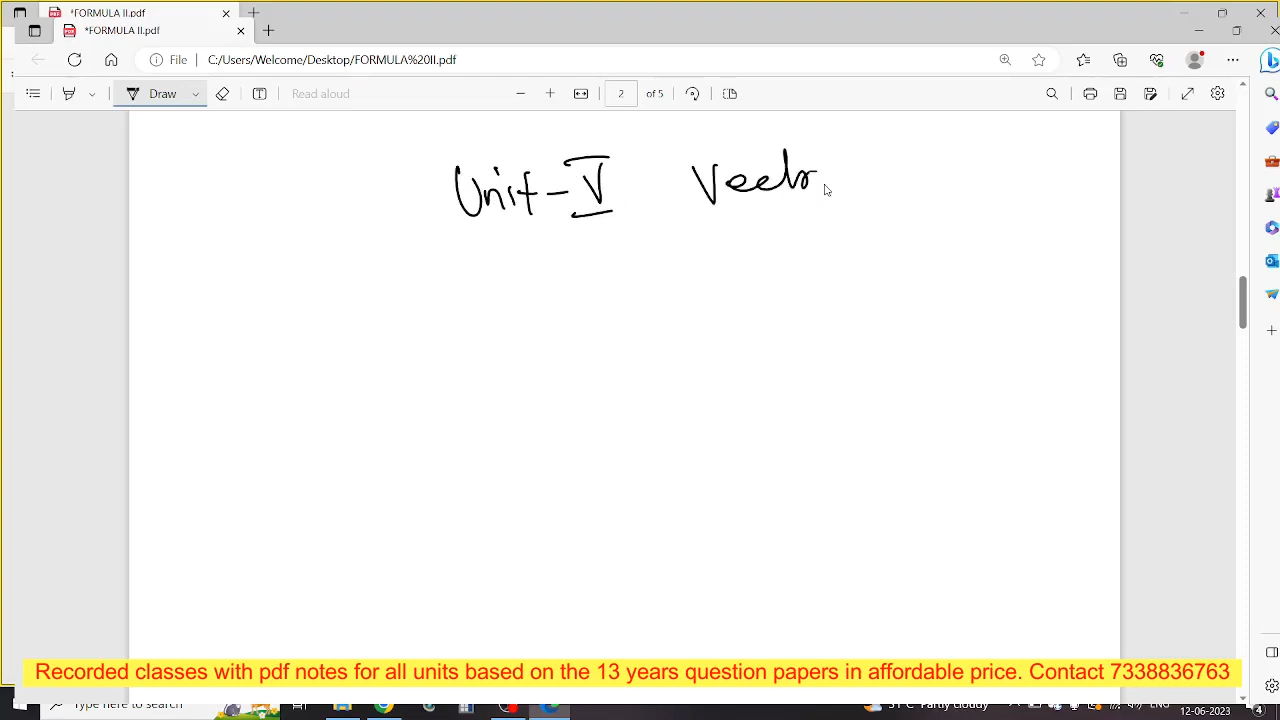 *FORMULA II.pdf
*FORMULA II.pdf
File C:/Users/Welcome/Desktop/FORMULA%20II.pdf
Draw Read aloud 2 of 5
Unit - V Vector
Recorded classes with pdf notes for all units based on the 13 years question papers in affordable price. Contact 7338836763
Type here to search
12-06-2023